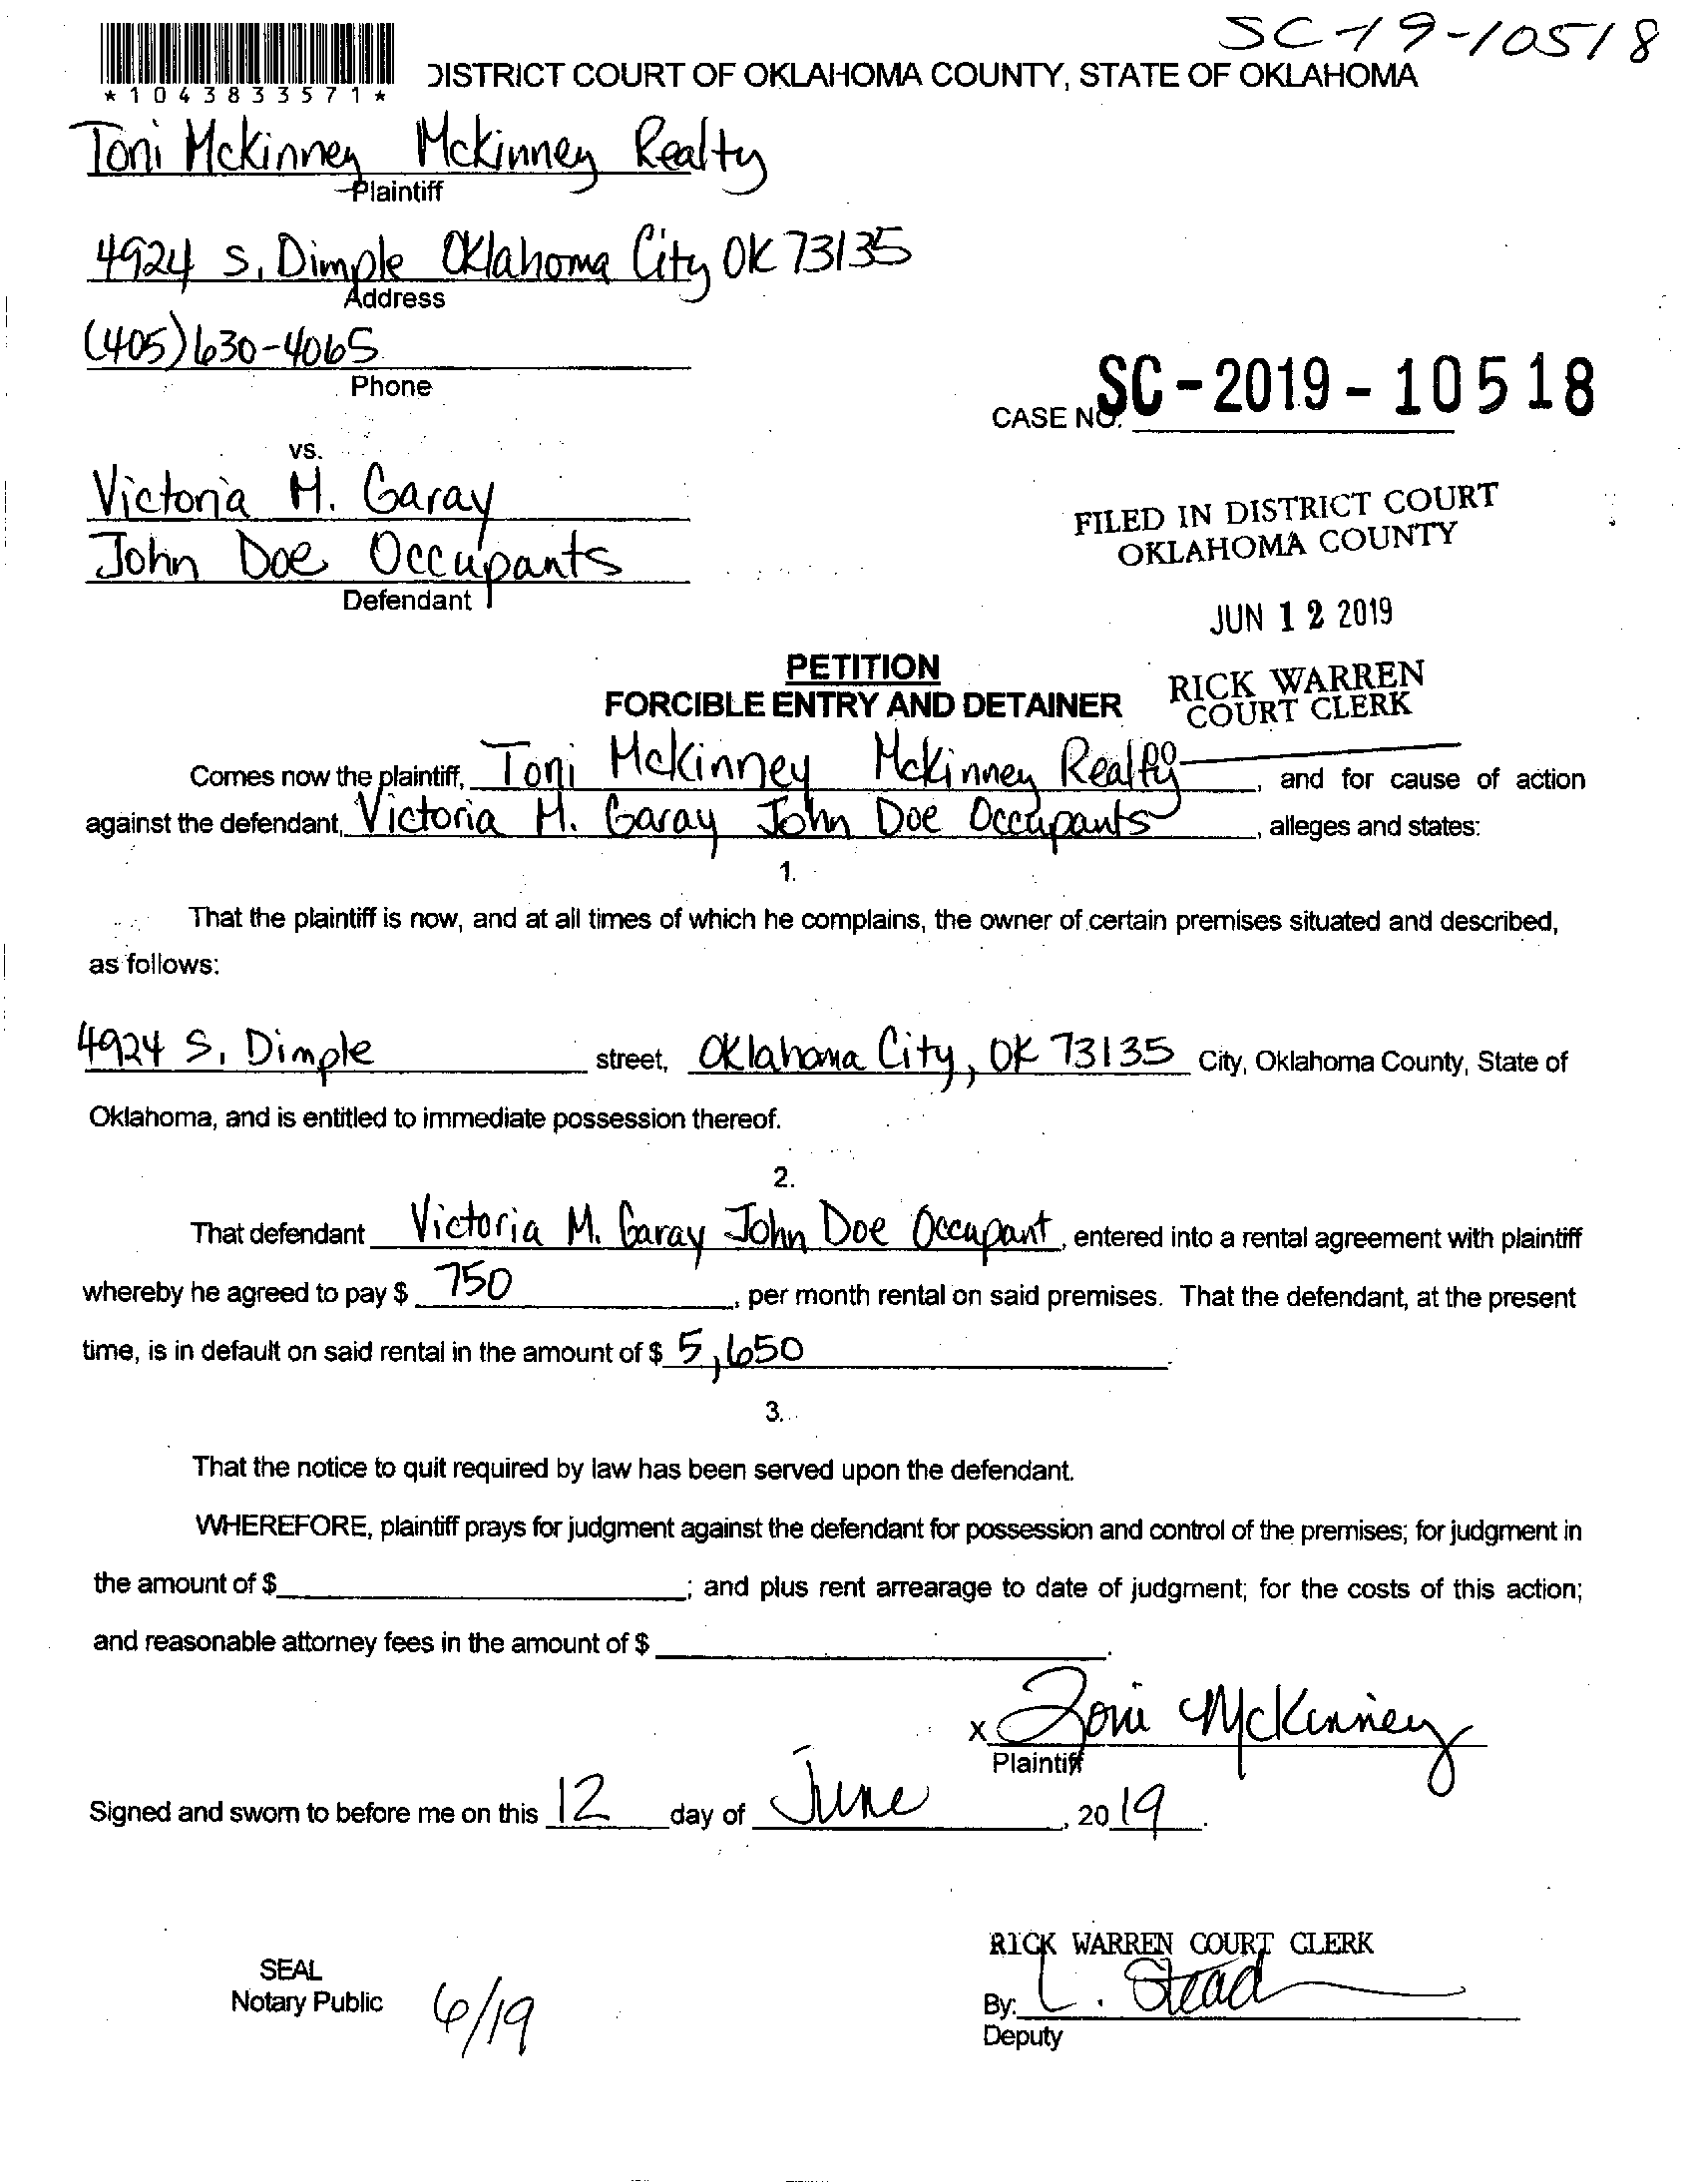 SC-19-10518
*1043833571*
DISTRICT COURT OF OKLAHOMA COUNTY, STATE OF OKLAHOMA
Toni McKinney McKinney Realty
Plaintiff
4924 S. Dimple Oklahoma City OK 73135
Address
(405)630-4065
Phone
CASE NO. SC-2019-10518
vs.
Victoria M. Garay
John Doe Occupants
Defendant
FILED IN DISTRICT COURT
OKLAHOMA COUNTY
JUN 12 2019
RICK WARREN
COURT CLERK
PETITION
FORCIBLE ENTRY AND DETAINER
Comes now the plaintiff, Toni McKinney McKinney Realty, and for cause of action
against the defendant, Victoria M. Garay John Doe Occupants, alleges and states:
1.
That the plaintiff is now, and at all times of which he complains, the owner of certain premises situated and described,
as follows:
4924 S. Dimple street, Oklahoma City, OK 73135 City, Oklahoma County, State of
Oklahoma, and is entitled to immediate possession thereof.
2.
That defendant Victoria M. Garay John Doe Occupant, entered into a rental agreement with plaintiff
whereby he agreed to pay $ 750, per month rental on said premises. That the defendant, at the present
time, is in default on said rental in the amount of $ 5,650.
3.
That the notice to quit required by law has been served upon the defendant.
WHEREFORE, plaintiff prays for judgment against the defendant for possession and control of the premises; for judgment in
the amount of $ ; and plus rent arrearage to date of judgment; for the costs of this action;
and reasonable attorney fees in the amount of $ .
X Toni McKinney
Plaintiff
Signed and sworn to before me on this 12 day of June, 2019.
RICK WARREN COURT CLERK
SEAL
Notary Public 6/19
By: L. Stead
Deputy